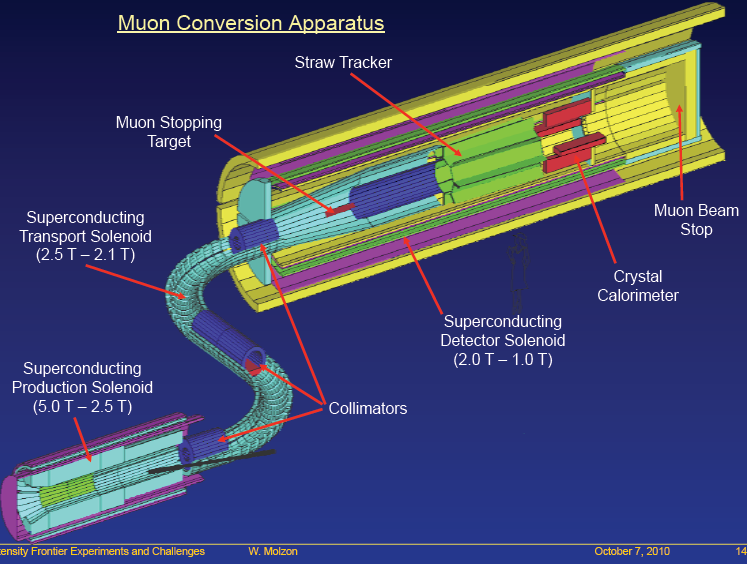 Muon Conversion Apparatus
Straw Tracker
Muon Stopping
Target
Superconducting
Transport Solenoid
(2.5 T – 2.1 T)
Muon Beam
Stop
Crystal
Calorimeter
Superconducting
Detector Solenoid
(2.0 T – 1.0 T)
Superconducting
Production Solenoid
(5.0 T – 2.5 T)
Collimators
tensity Frontier Experiments and Challenges
W. Molzon
October 7, 2010
14